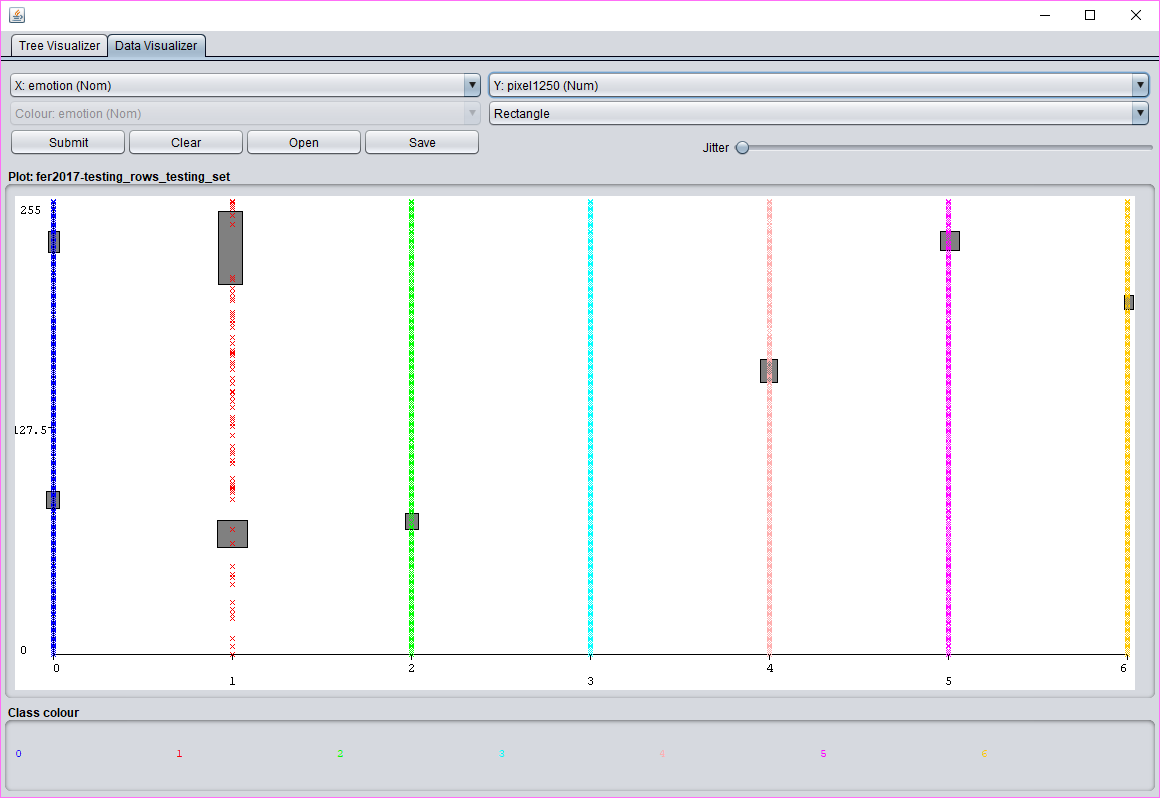 Tree Visualizer Data Visualizer
X: emotion (Nom) Y: pixel1250 (Num)
Colour: emotion (Nom) Rectangle
Submit Clear Open Save Jitter
Plot: fer2017-testing_rows_testing_set
255
127.5
0
0 1 2 3 4 5 6
Class colour
0 1 2 3 4 5 6